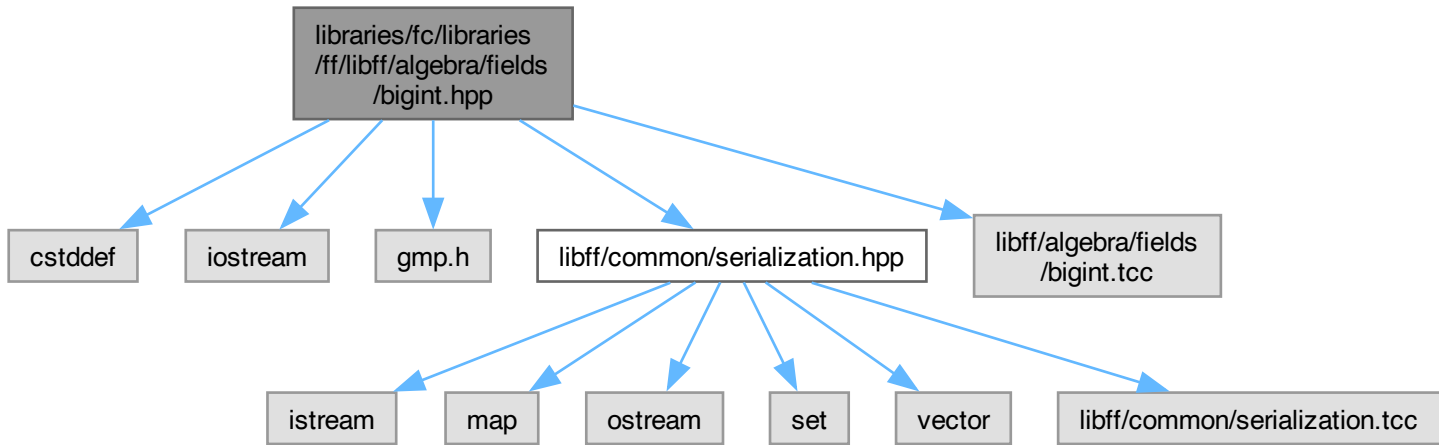 libraries/fc/libraries
/ff/libff/algebra/fields
/bigint.hpp
cstddef
iostream
gmp.h
libff/common/serialization.hpp
libff/algebra/fields
/bigint.tcc
istream
map
ostream
set
vector
libff/common/serialization.tcc